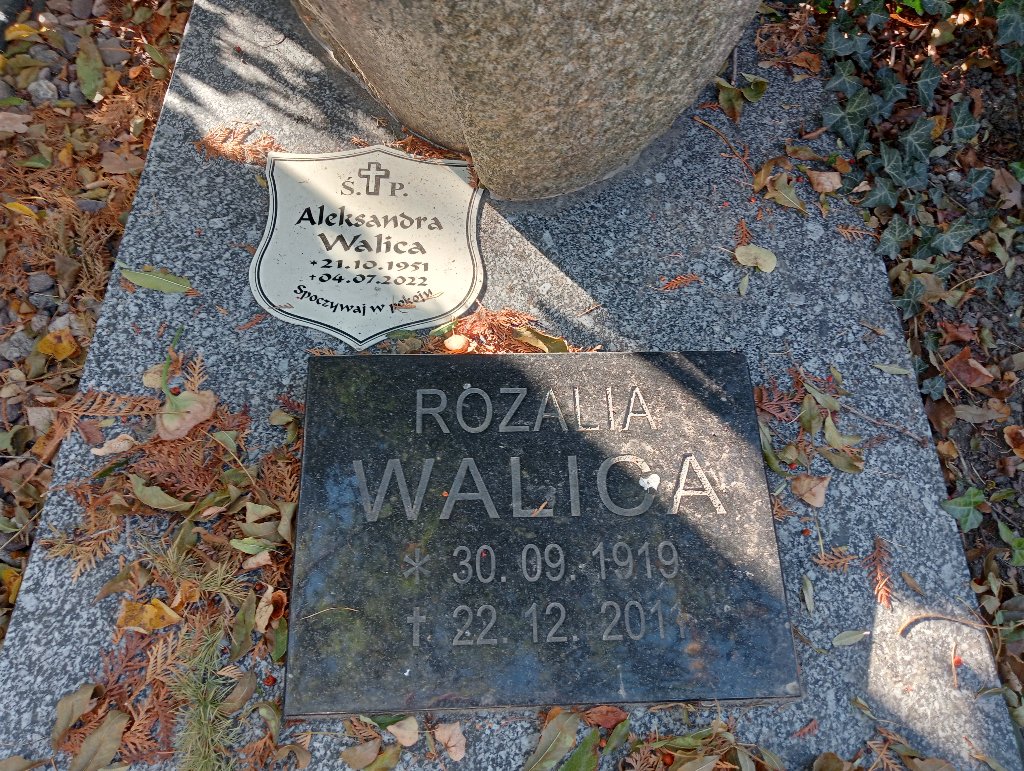 Ś. P.
Aleksandra
Walica
*21.10.1951
+04.07.2022
Spoczywaj w pokoju
ROZALIA
WALICA
* 30. 09. 1919
† 22. 12. 2011